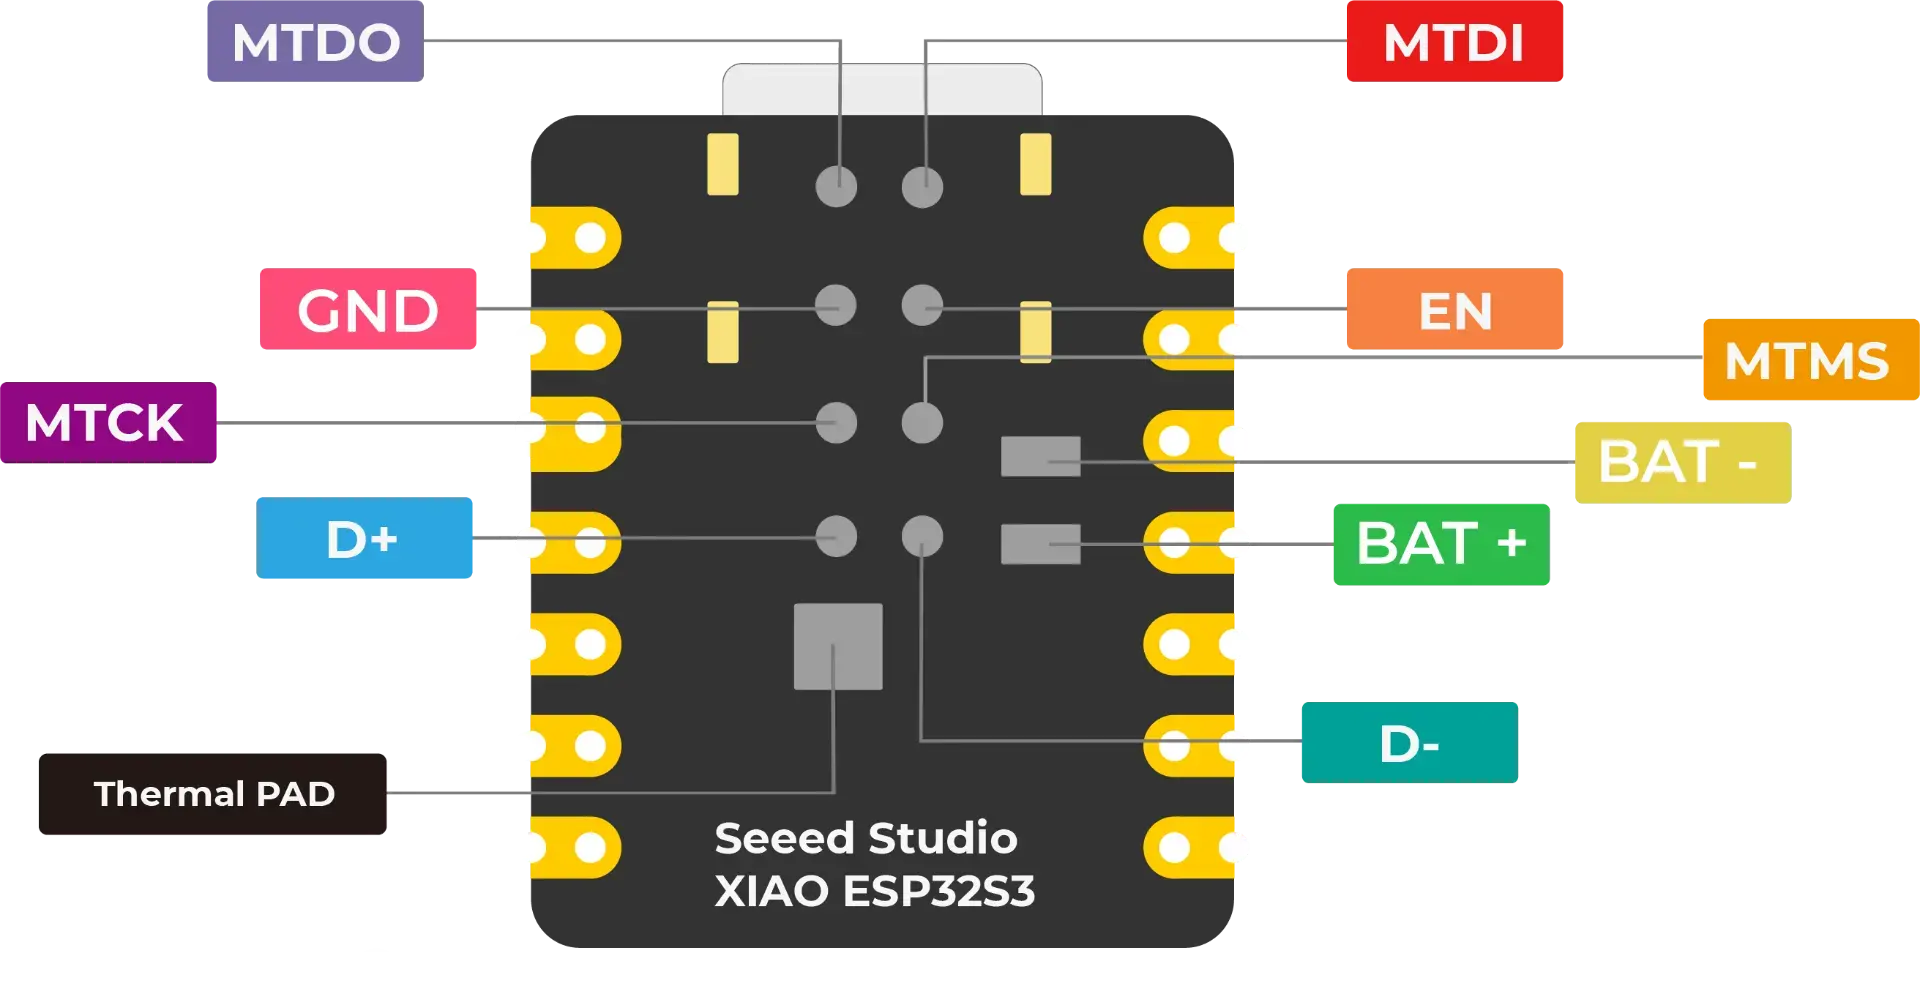 MTDO
MTDI
GND
EN
MTMS
MTCK
BAT -
D+
BAT +
D-
Thermal PAD
Seeed Studio
XIAO ESP32S3